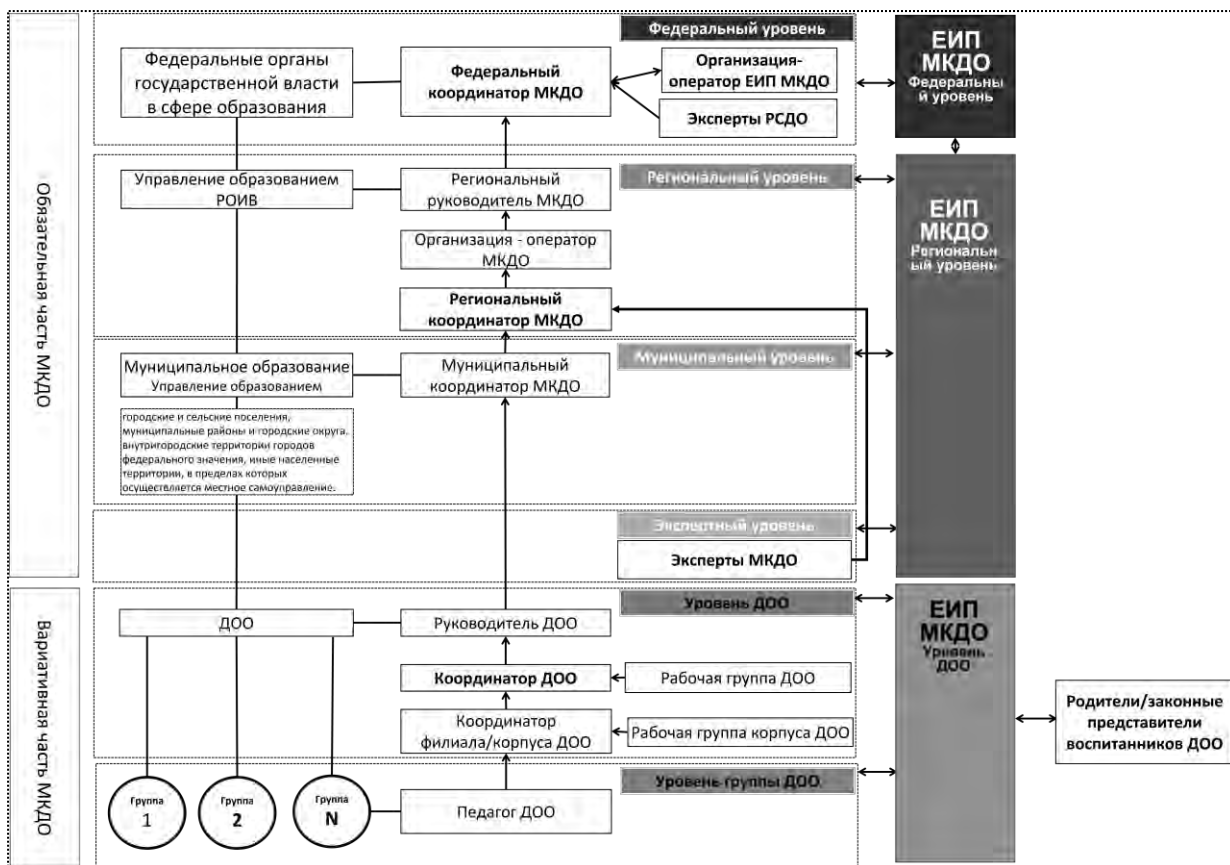 Обязательная часть МКДО
Федеральный уровень
Федеральные органы
государственной власти
в сфере образования
Федеральный
координатор МКДО
Организация-
оператор ЕИП МКДО
Эксперты РСДО
ЕИП
МКДО
Федеральны
й уровень
Региональный уровень
Управление образованием
РОИВ
Региональный
руководитель МКДО
Организация - оператор
МКДО
Региональный
координатор МКДО
ЕИП
МКДО
Региональн
ый уровень
Муниципальный уровень
Муниципальное образование
Управление образованием
Муниципальный
координатор МКДО
городские и сельские поселения,
муниципальные районы и городские округа.
внутригородские территории городов
федерального значения, иные населенные
территории, в пределах которых
осуществляется местное самоуправление.
Экспертный уровень
Эксперты МКДО
Вариативная часть МКДО
Уровень ДОО
ДОО
Руководитель ДОО
Координатор ДОО
Рабочая группа ДОО
Координатор
филиала/корпуса ДОО
Рабочая группа корпуса ДОО
ЕИП
МКДО
Уровень
ДОО
Родители/законные
представители
воспитанников ДОО
Уровень группы ДОО
Группа
1
Группа
2
Группа
N
Педагог ДОО